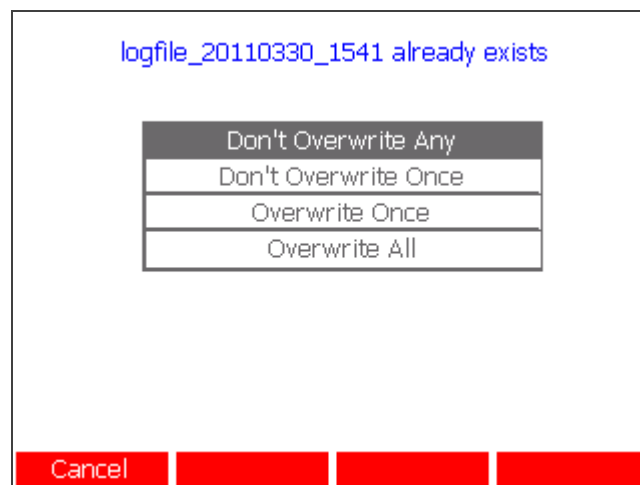 logfile_20110330_1541 already exists
Don't Overwrite Any
Don't Overwrite Once
Overwrite Once
Overwrite All
Cancel